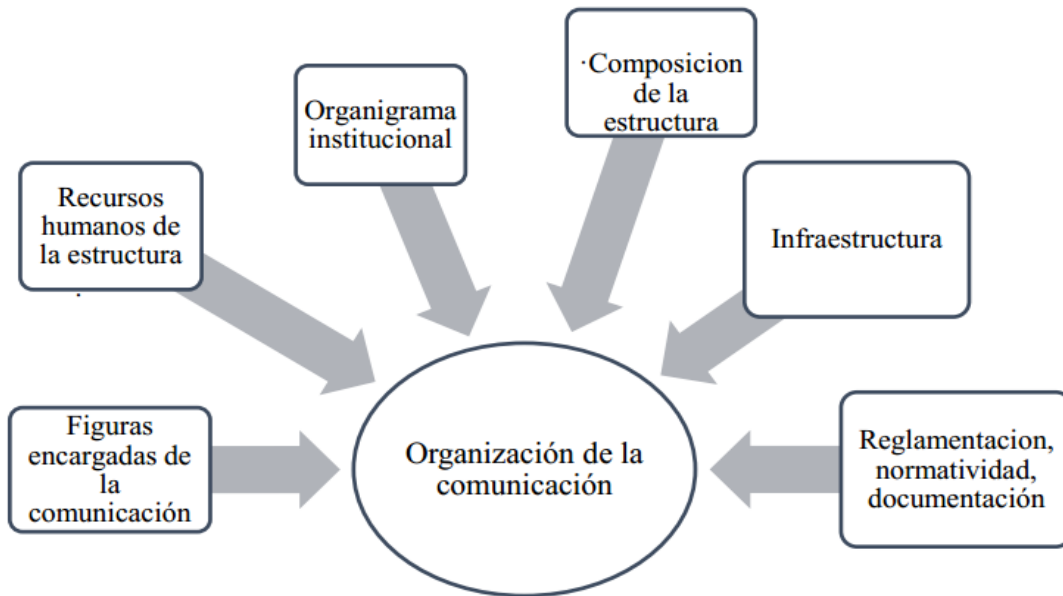 Figuras
encargadas de
la
comunicación
Recursos
humanos de
la estructura
.
Organigrama
institucional
·Composicion
de la
estructura
Infraestructura
Reglamentacion,
normatividad,
documentación
Organización de la
comunicación